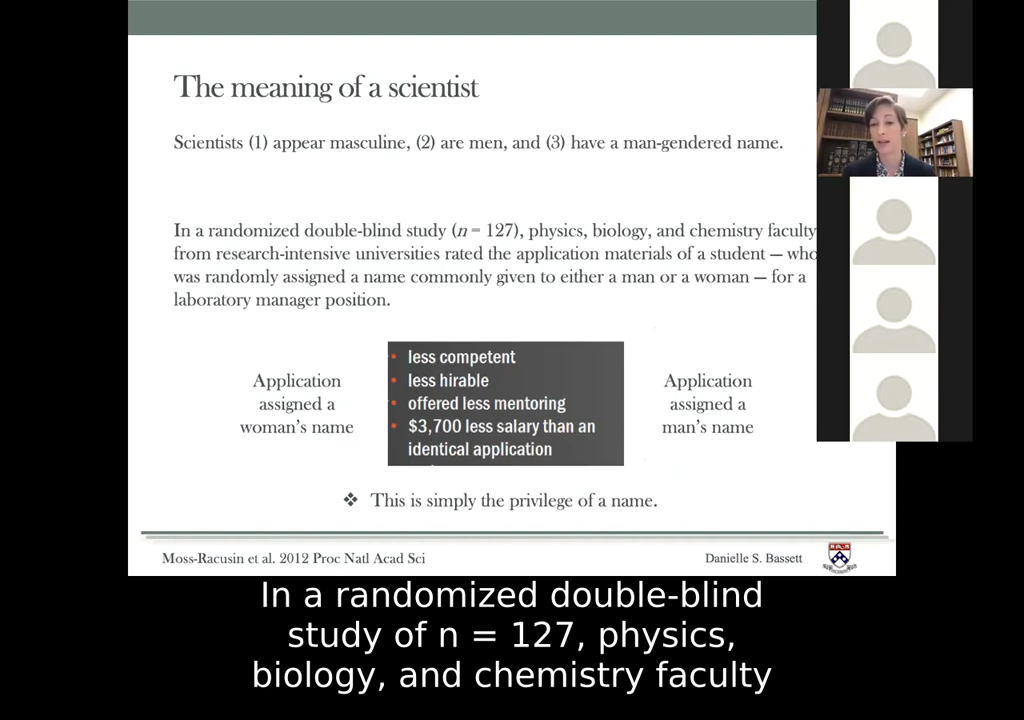 The meaning of a scientist
Scientists (1) appear masculine, (2) are men, and (3) have a man-gendered name.
In a randomized double-blind study (n = 127), physics, biology, and chemistry faculty
from research-intensive universities rated the application materials of a student — who
was randomly assigned a name commonly given to either a man or a woman — for a
laboratory manager position.
Application
assigned a
woman's name
• less competent
• less hirable
• offered less mentoring
• $3,700 less salary than an
identical application
Application
assigned a
man's name
❖ This is simply the privilege of a name.
Moss-Racusin et al. 2012 Proc Natl Acad Sci
Danielle S. Bassett
In a randomized double-blind
study of n = 127, physics,
biology, and chemistry faculty